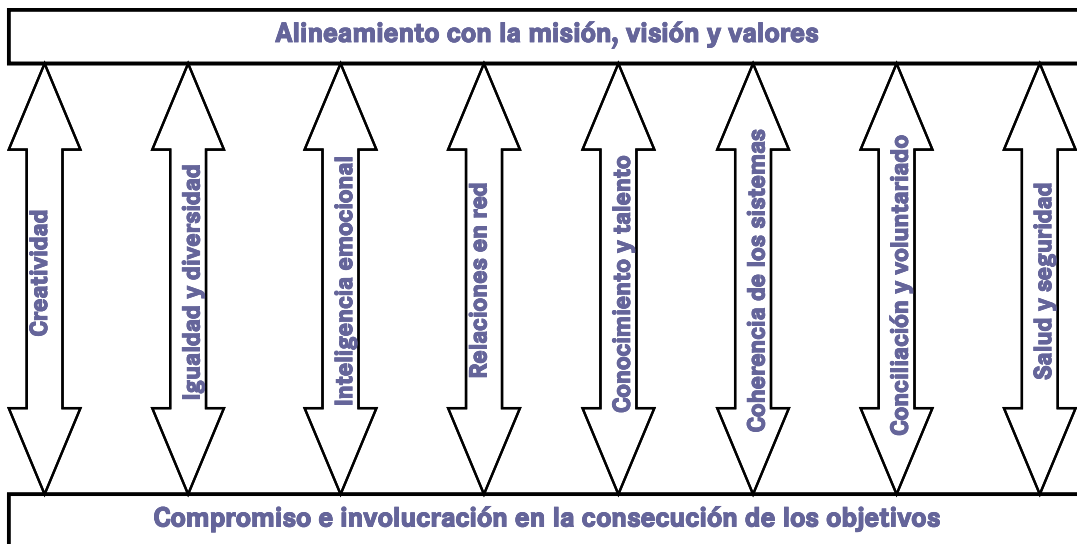 Alineamiento con la misión, visión y valores
Creatividad
Igualdad y diversidad
Inteligencia emocional
Relaciones en red
Conocimiento y talento
Coherencia de los sistemas
Conciliación y voluntariado
Salud y seguridad
Compromiso e involucración en la consecución de los objetivos